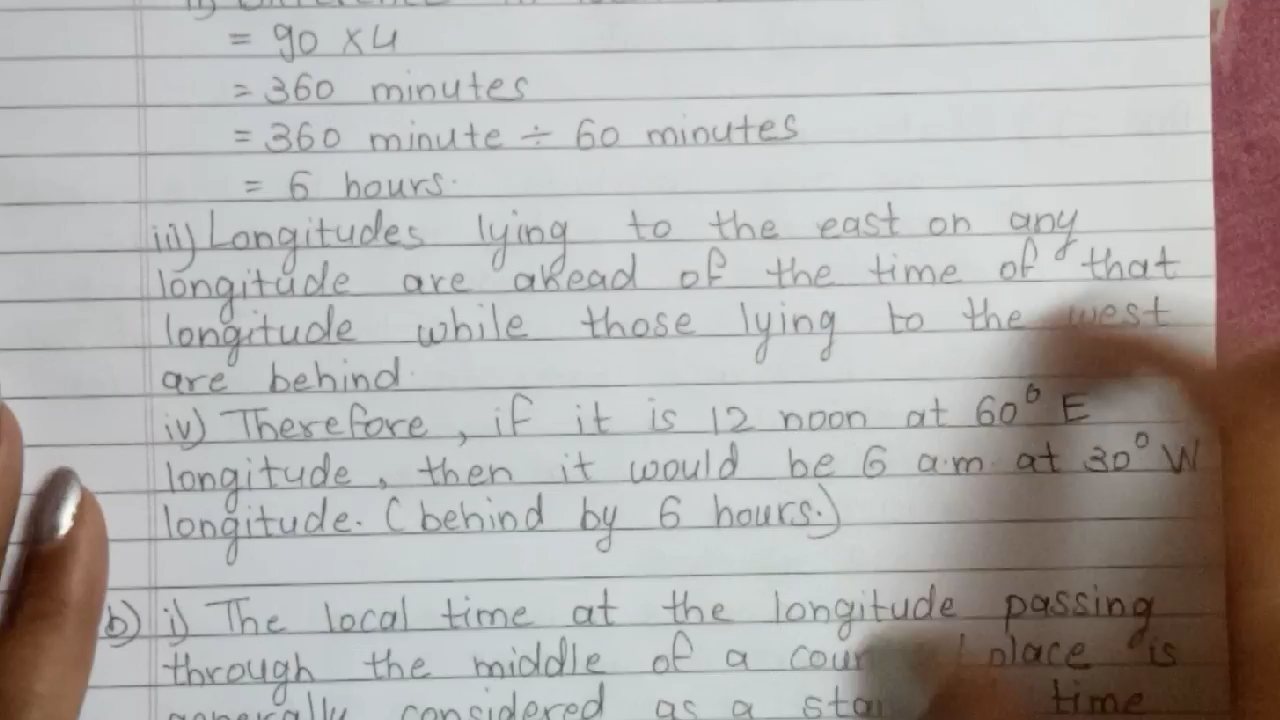 = 90 × 4
= 360 minutes
= 360 minute ÷ 60 minutes
= 6 hours.
iii) Longitudes lying to the east on any
longitude are ahead of the time of that
longitude while those lying to the west
are behind.
iv) Therefore, if it is 12 noon at 60° E
longitude, then it would be 6 a.m. at 30° W
longitude. (behind by 6 hours.)
b) i) The local time at the longitude passing
through the middle of a place is
generally considered as a time